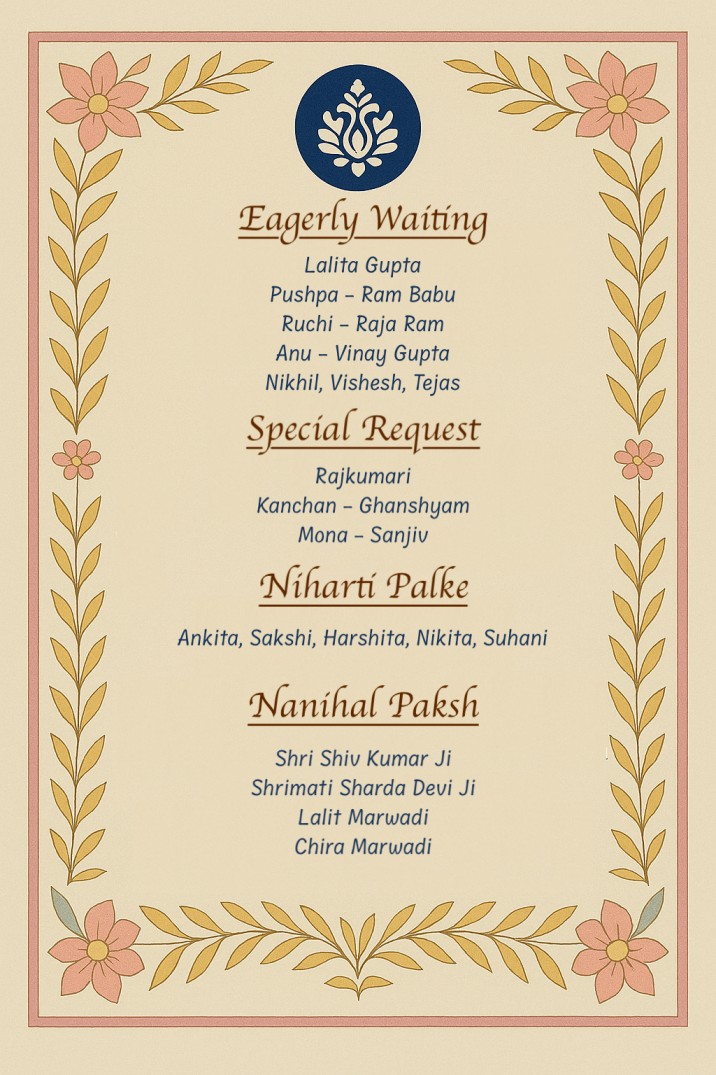 Eagerly Waiting
Lalita Gupta
Pushpa – Ram Babu
Ruchi – Raja Ram
Anu – Vinay Gupta
Nikhil, Vishesh, Tejas
Special Request
Rajkumari
Kanchan – Ghanshyam
Mona – Sanjiv
Niharti Palke
Ankita, Sakshi, Harshita, Nikita, Suhani
Nanihal Paksh
Shri Shiv Kumar Ji
Shrimati Sharda Devi Ji
Lalit Marwadi
Chira Marwadi